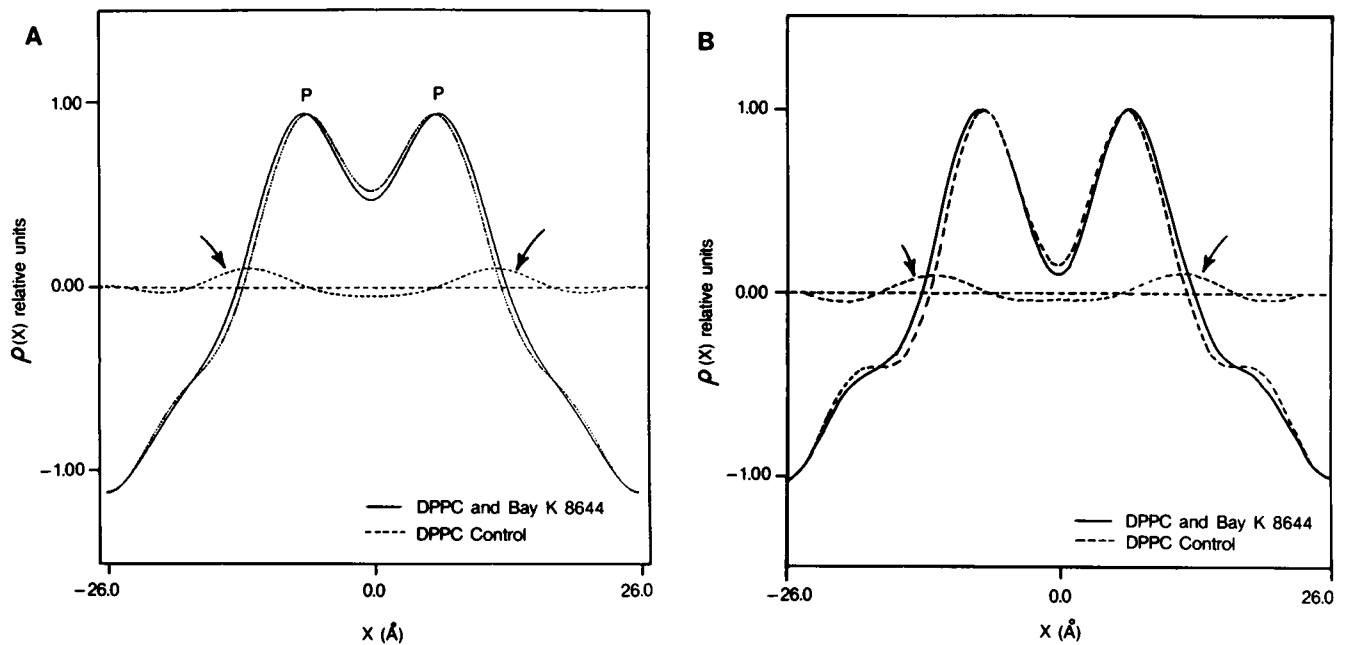 A
P P
1.00
0.00
−1.00
ρ(X) relative units
DPPC and Bay K 8644
DPPC Control
−26.0 0.0 26.0
X (Å)
B
1.00
0.00
−1.00
ρ(X) relative units
DPPC and Bay K 8644
DPPC Control
−26.0 0.0 26.0
X (Å)